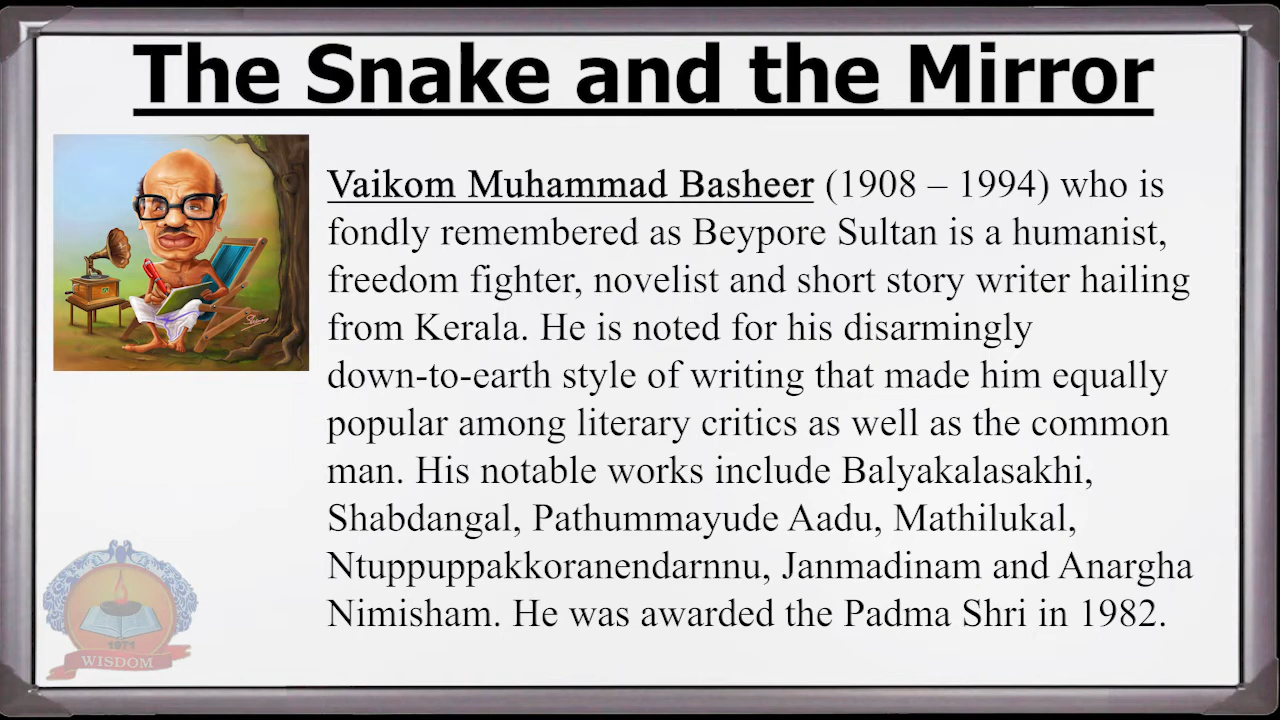 The Snake and the Mirror
Vaikom Muhammad Basheer (1908 – 1994) who is
fondly remembered as Beypore Sultan is a humanist,
freedom fighter, novelist and short story writer hailing
from Kerala. He is noted for his disarmingly
down-to-earth style of writing that made him equally
popular among literary critics as well as the common
man. His notable works include Balyakalasakhi,
Shabdangal, Pathummayude Aadu, Mathilukal,
Ntuppuppakkoranendarnnu, Janmadinam and Anargha
Nimisham. He was awarded the Padma Shri in 1982.
1971
WISDOM